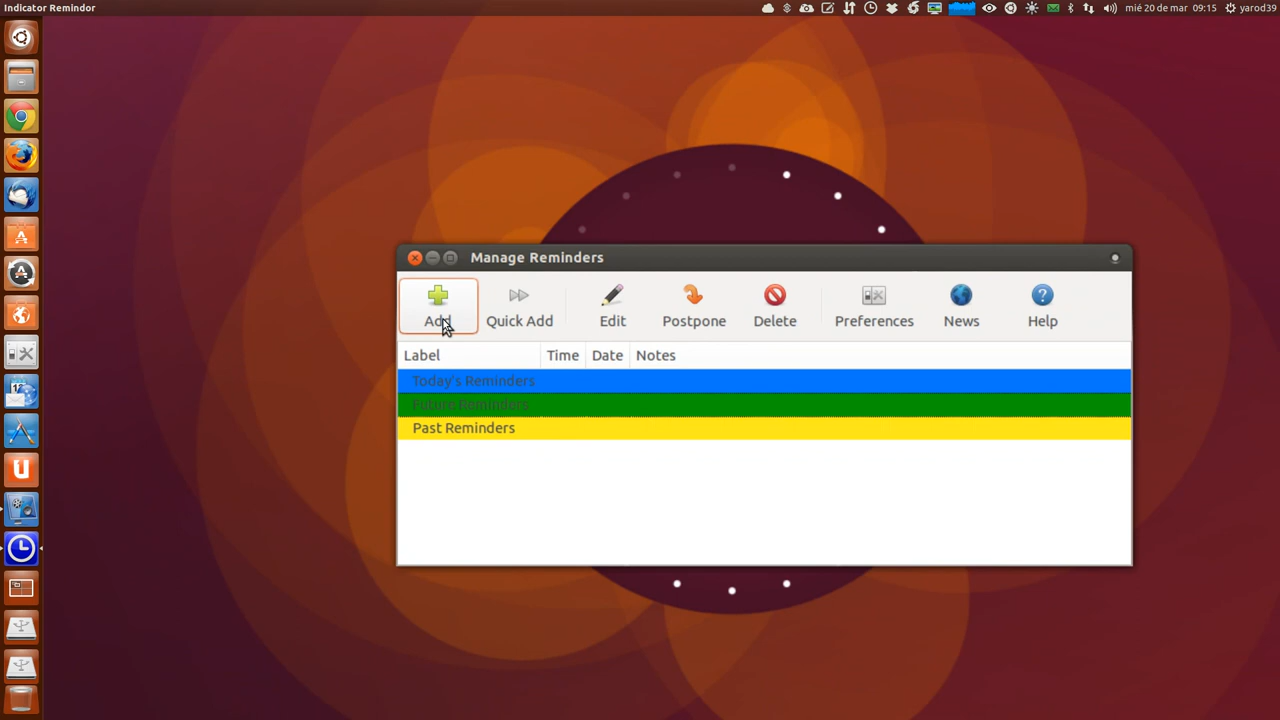 Indicator Remindor
mié 20 de mar 09:15 yarod39
Manage Reminders
Add Quick Add Edit Postpone Delete Preferences News Help
Label Time Date Notes
Today's Reminders
Future Reminders
Past Reminders